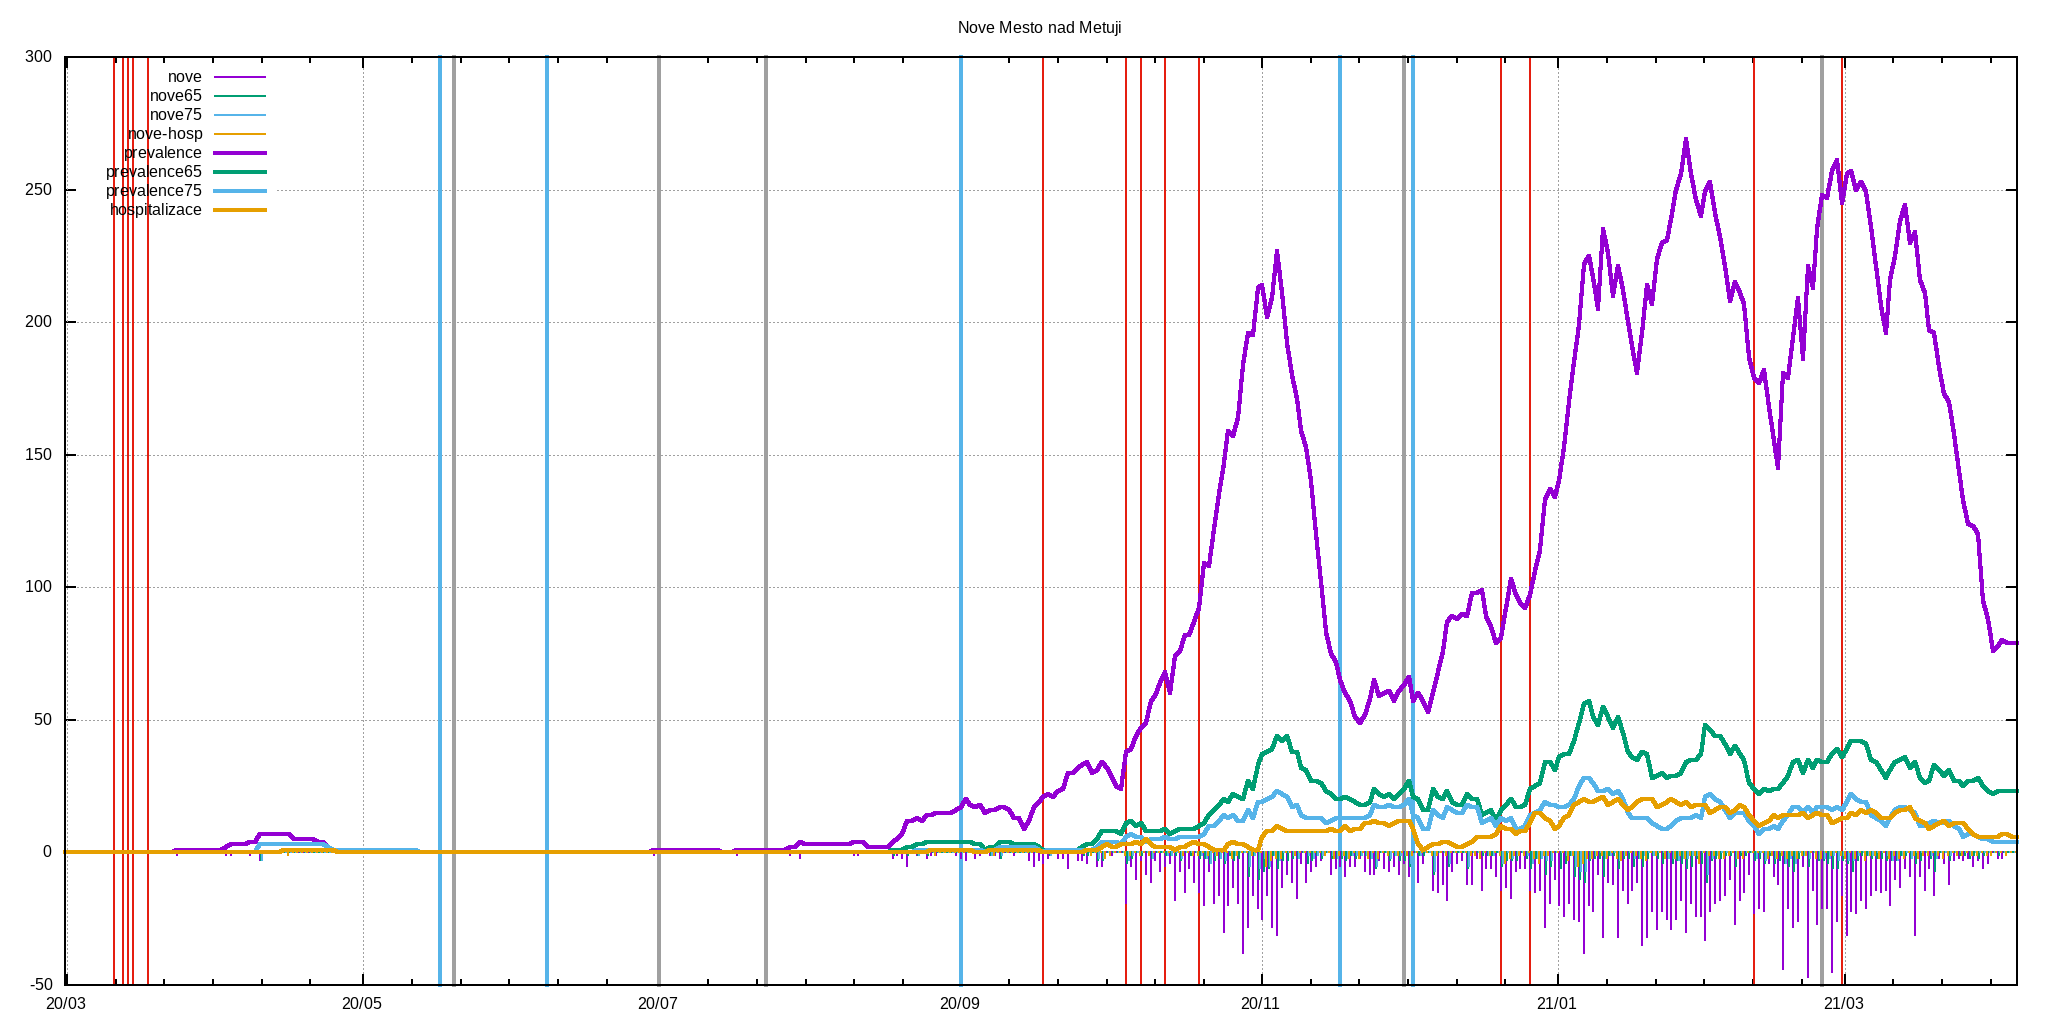 Nove Mesto nad Metuji
300
250
200
150
100
50
0
-50
nove
nove65
nove75
nove-hosp
prevalence
prevalence65
prevalence75
hospitalizace
20/03 20/05 20/07 20/09 20/11 21/01 21/03